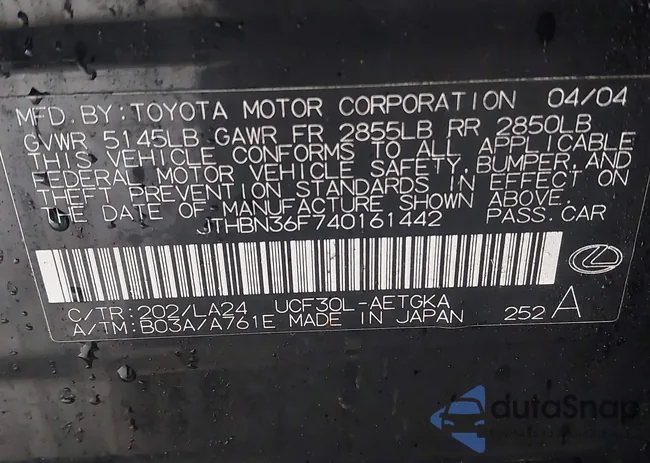 MFD. BY: TOYOTA MOTOR CORPORATION 04/04
GVWR 5145LB GAWR FR 2855LB RR 2850LB
THIS VEHICLE CONFORMS TO ALL APPLICABLE
FEDERAL MOTOR VEHICLE SAFETY, BUMPER, AND
THEFT PREVENTION STANDARDS IN EFFECT ON
THE DATE OF MANUFACTURE SHOWN ABOVE.
JTHBN36F740161442 PASS. CAR
C/TR: 202/LA24 UCF30L-AETGKA
A/TM: B03A/A761E MADE IN JAPAN 252 A
dutaSnap